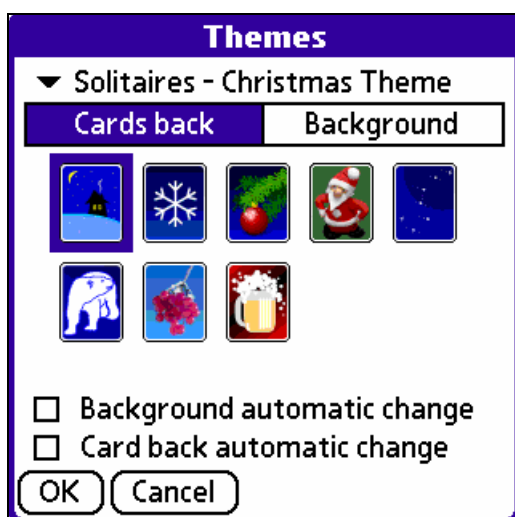 Themes
Solitaires - Christmas Theme
Cards back Background
Background automatic change
Card back automatic change
OK Cancel